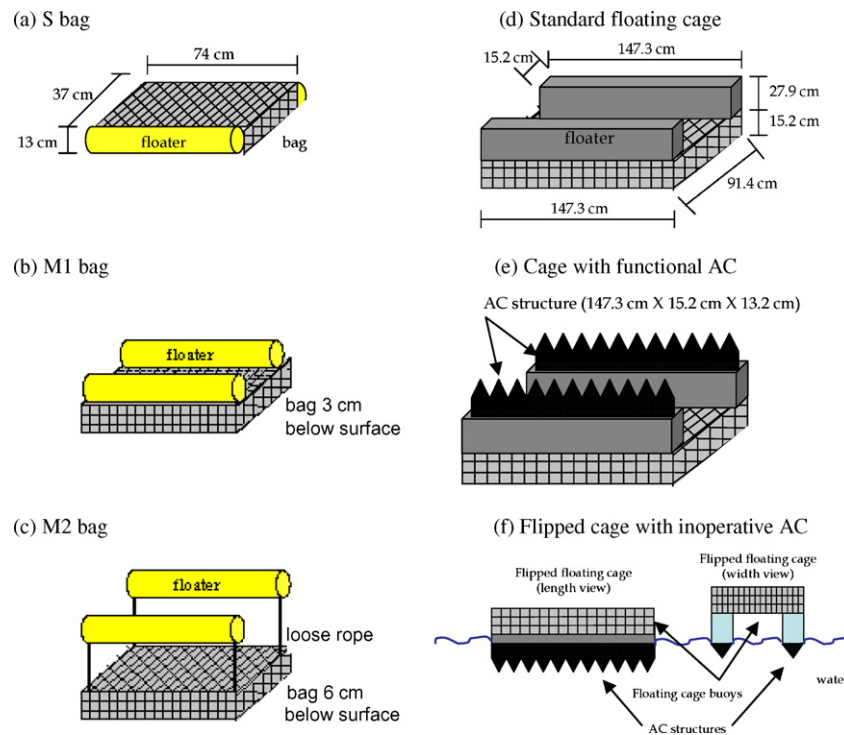 (a) S bag
74 cm
37 cm
13 cm
floater
bag
(b) M1 bag
floater
bag 3 cm
below surface
(c) M2 bag
floater
loose rope
bag 6 cm
below surface
(d) Standard floating cage
147.3 cm
15.2 cm
27.9 cm
15.2 cm
floater
91.4 cm
147.3 cm
(e) Cage with functional AC
AC structure (147.3 cm X 15.2 cm X 13.2 cm)
(f) Flipped cage with inoperative AC
Flipped floating cage
(length view)
Flipped floating cage
(width view)
Floating cage buoys
wate
AC structures